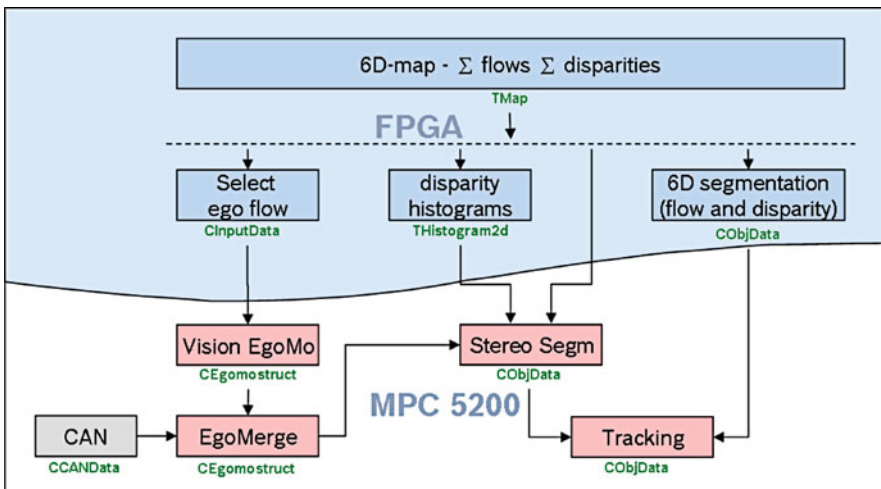 6D-map - Σ flows Σ disparities
TMap
FPGA
Select
ego flow
CInputData
disparity
histograms
THistogram2d
6D segmentation
(flow and disparity)
CObjData
Vision EgoMo
CEgomostruct
Stereo Segm
CObjData
MPC 5200
CAN
CCANData
EgoMerge
CEgomostruct
Tracking
CObjData